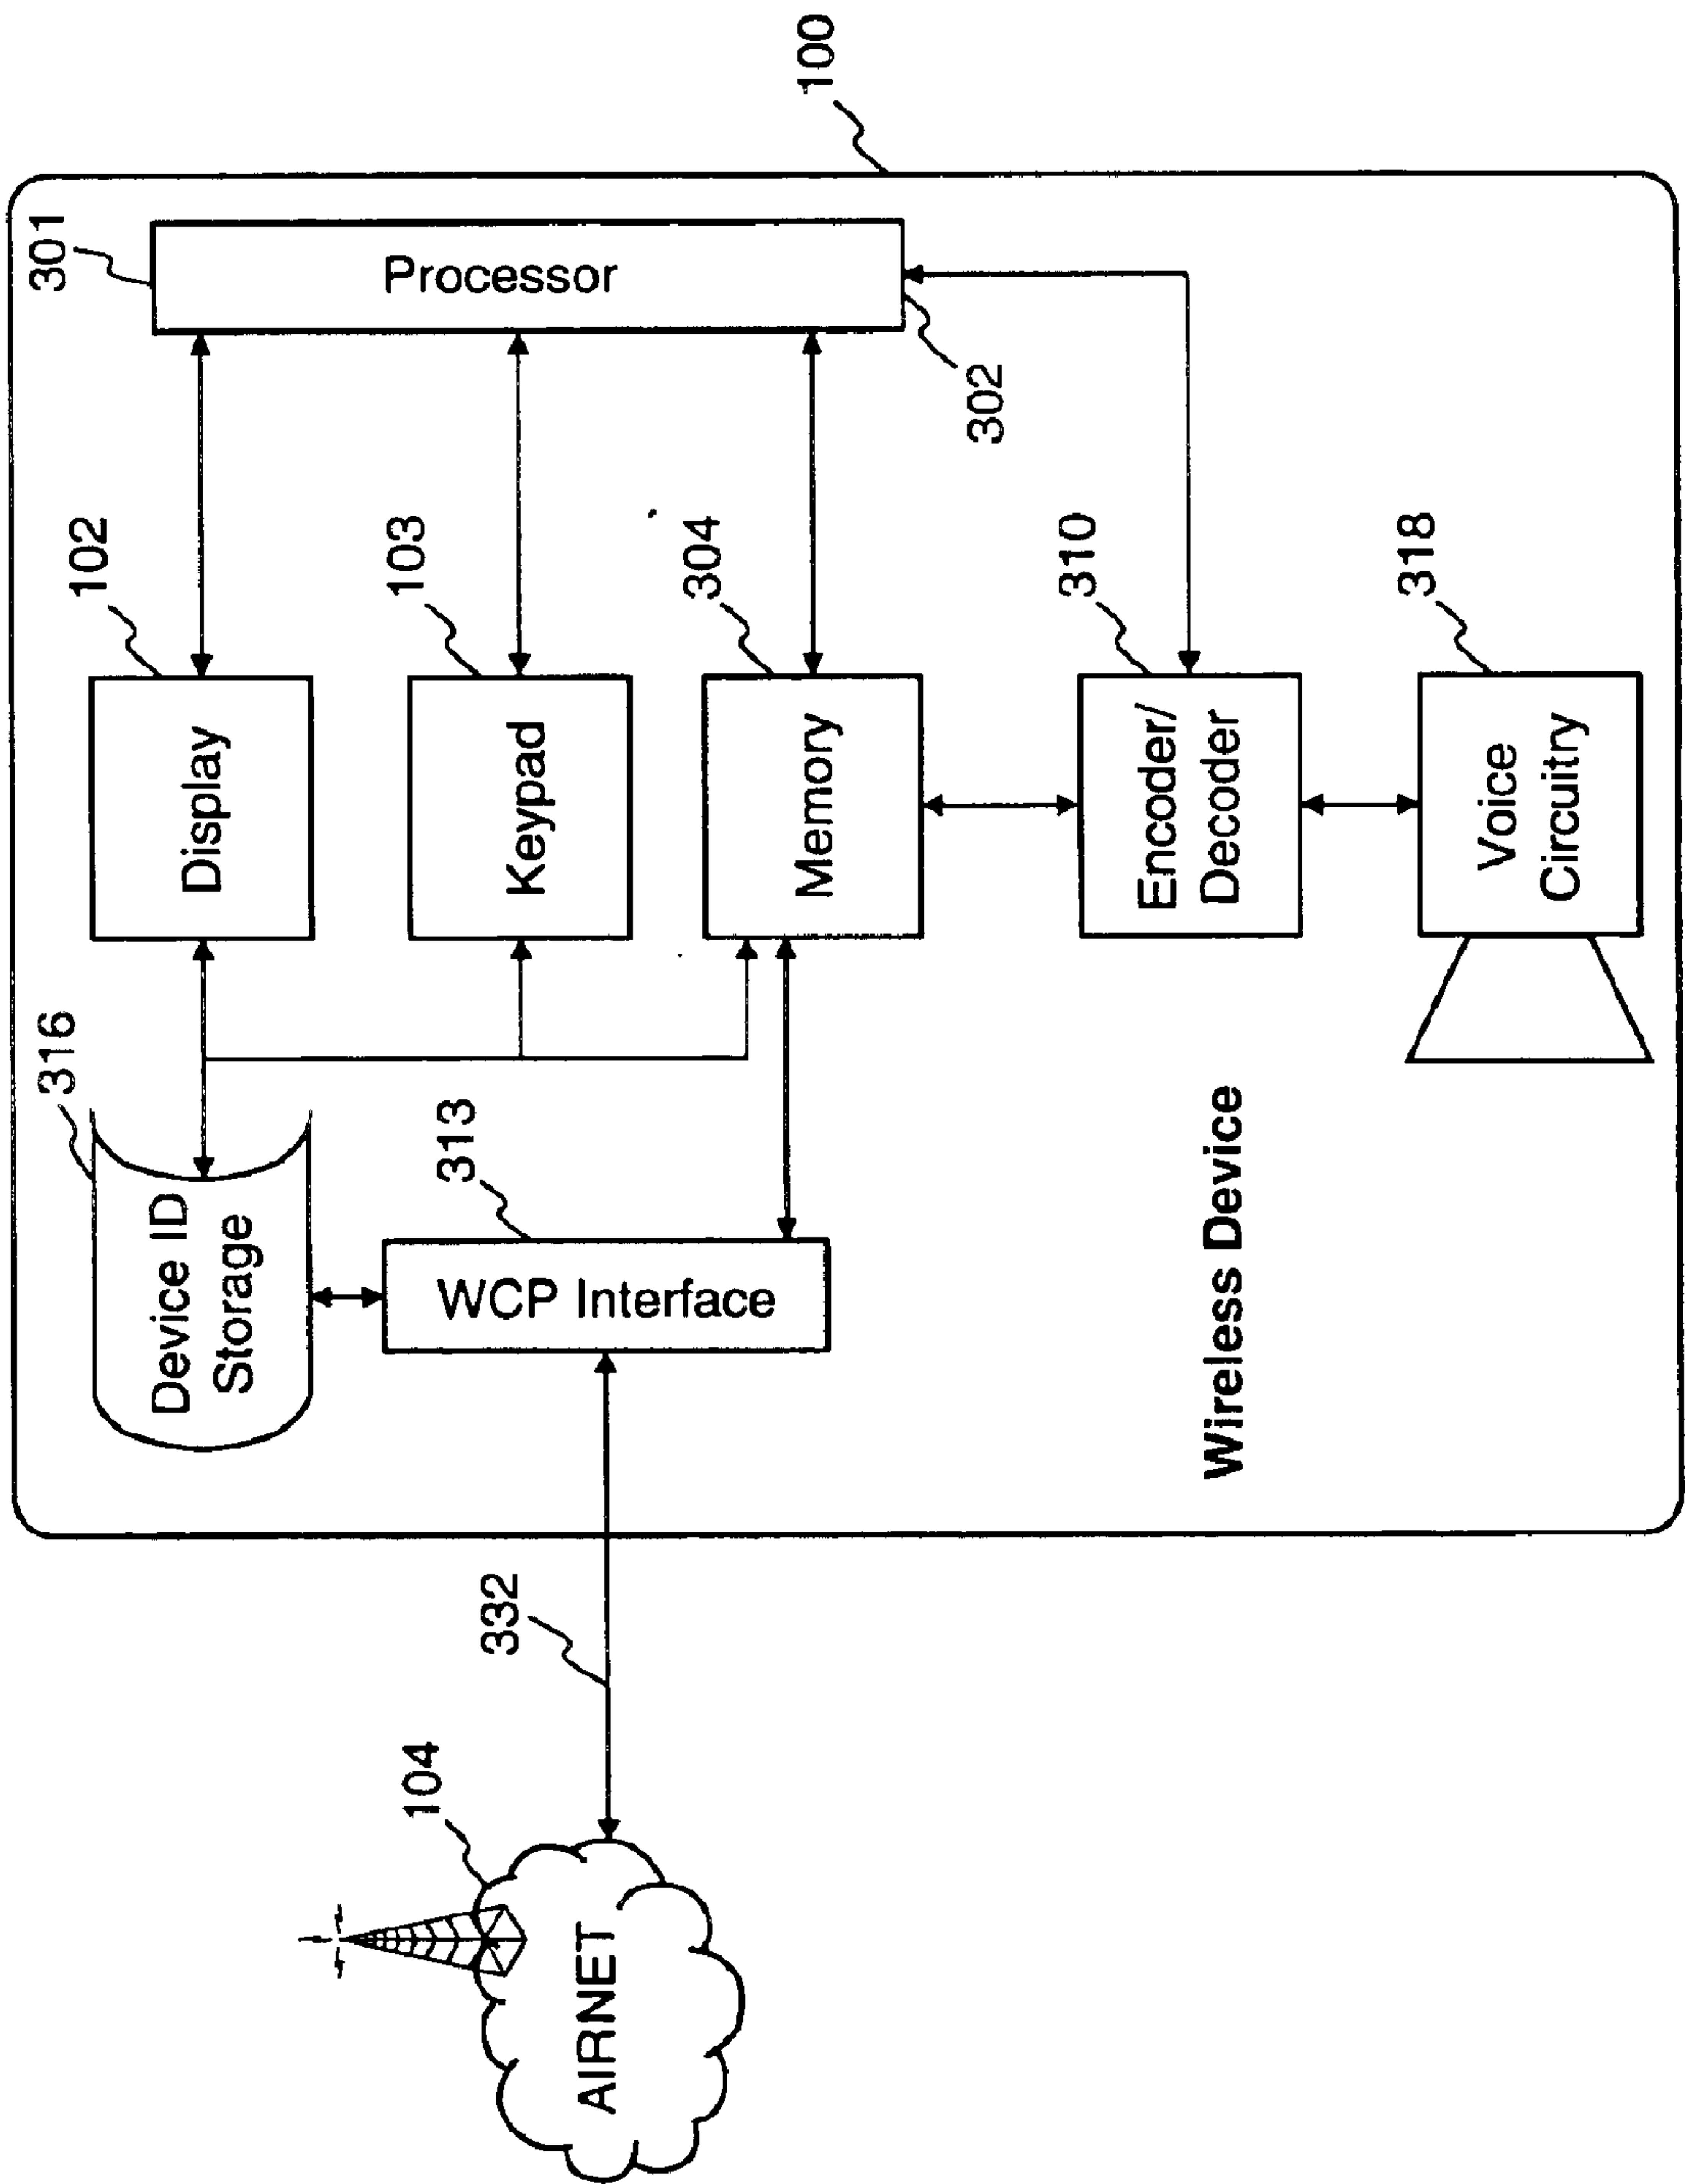 316
Device ID
Storage
102
Display
301
Processor
103
Keypad
313
WCP Interface
304
Memory
302
332
104
AIRNET
310
Encoder/
Decoder
318
Voice
Circuitry
Wireless Device
100